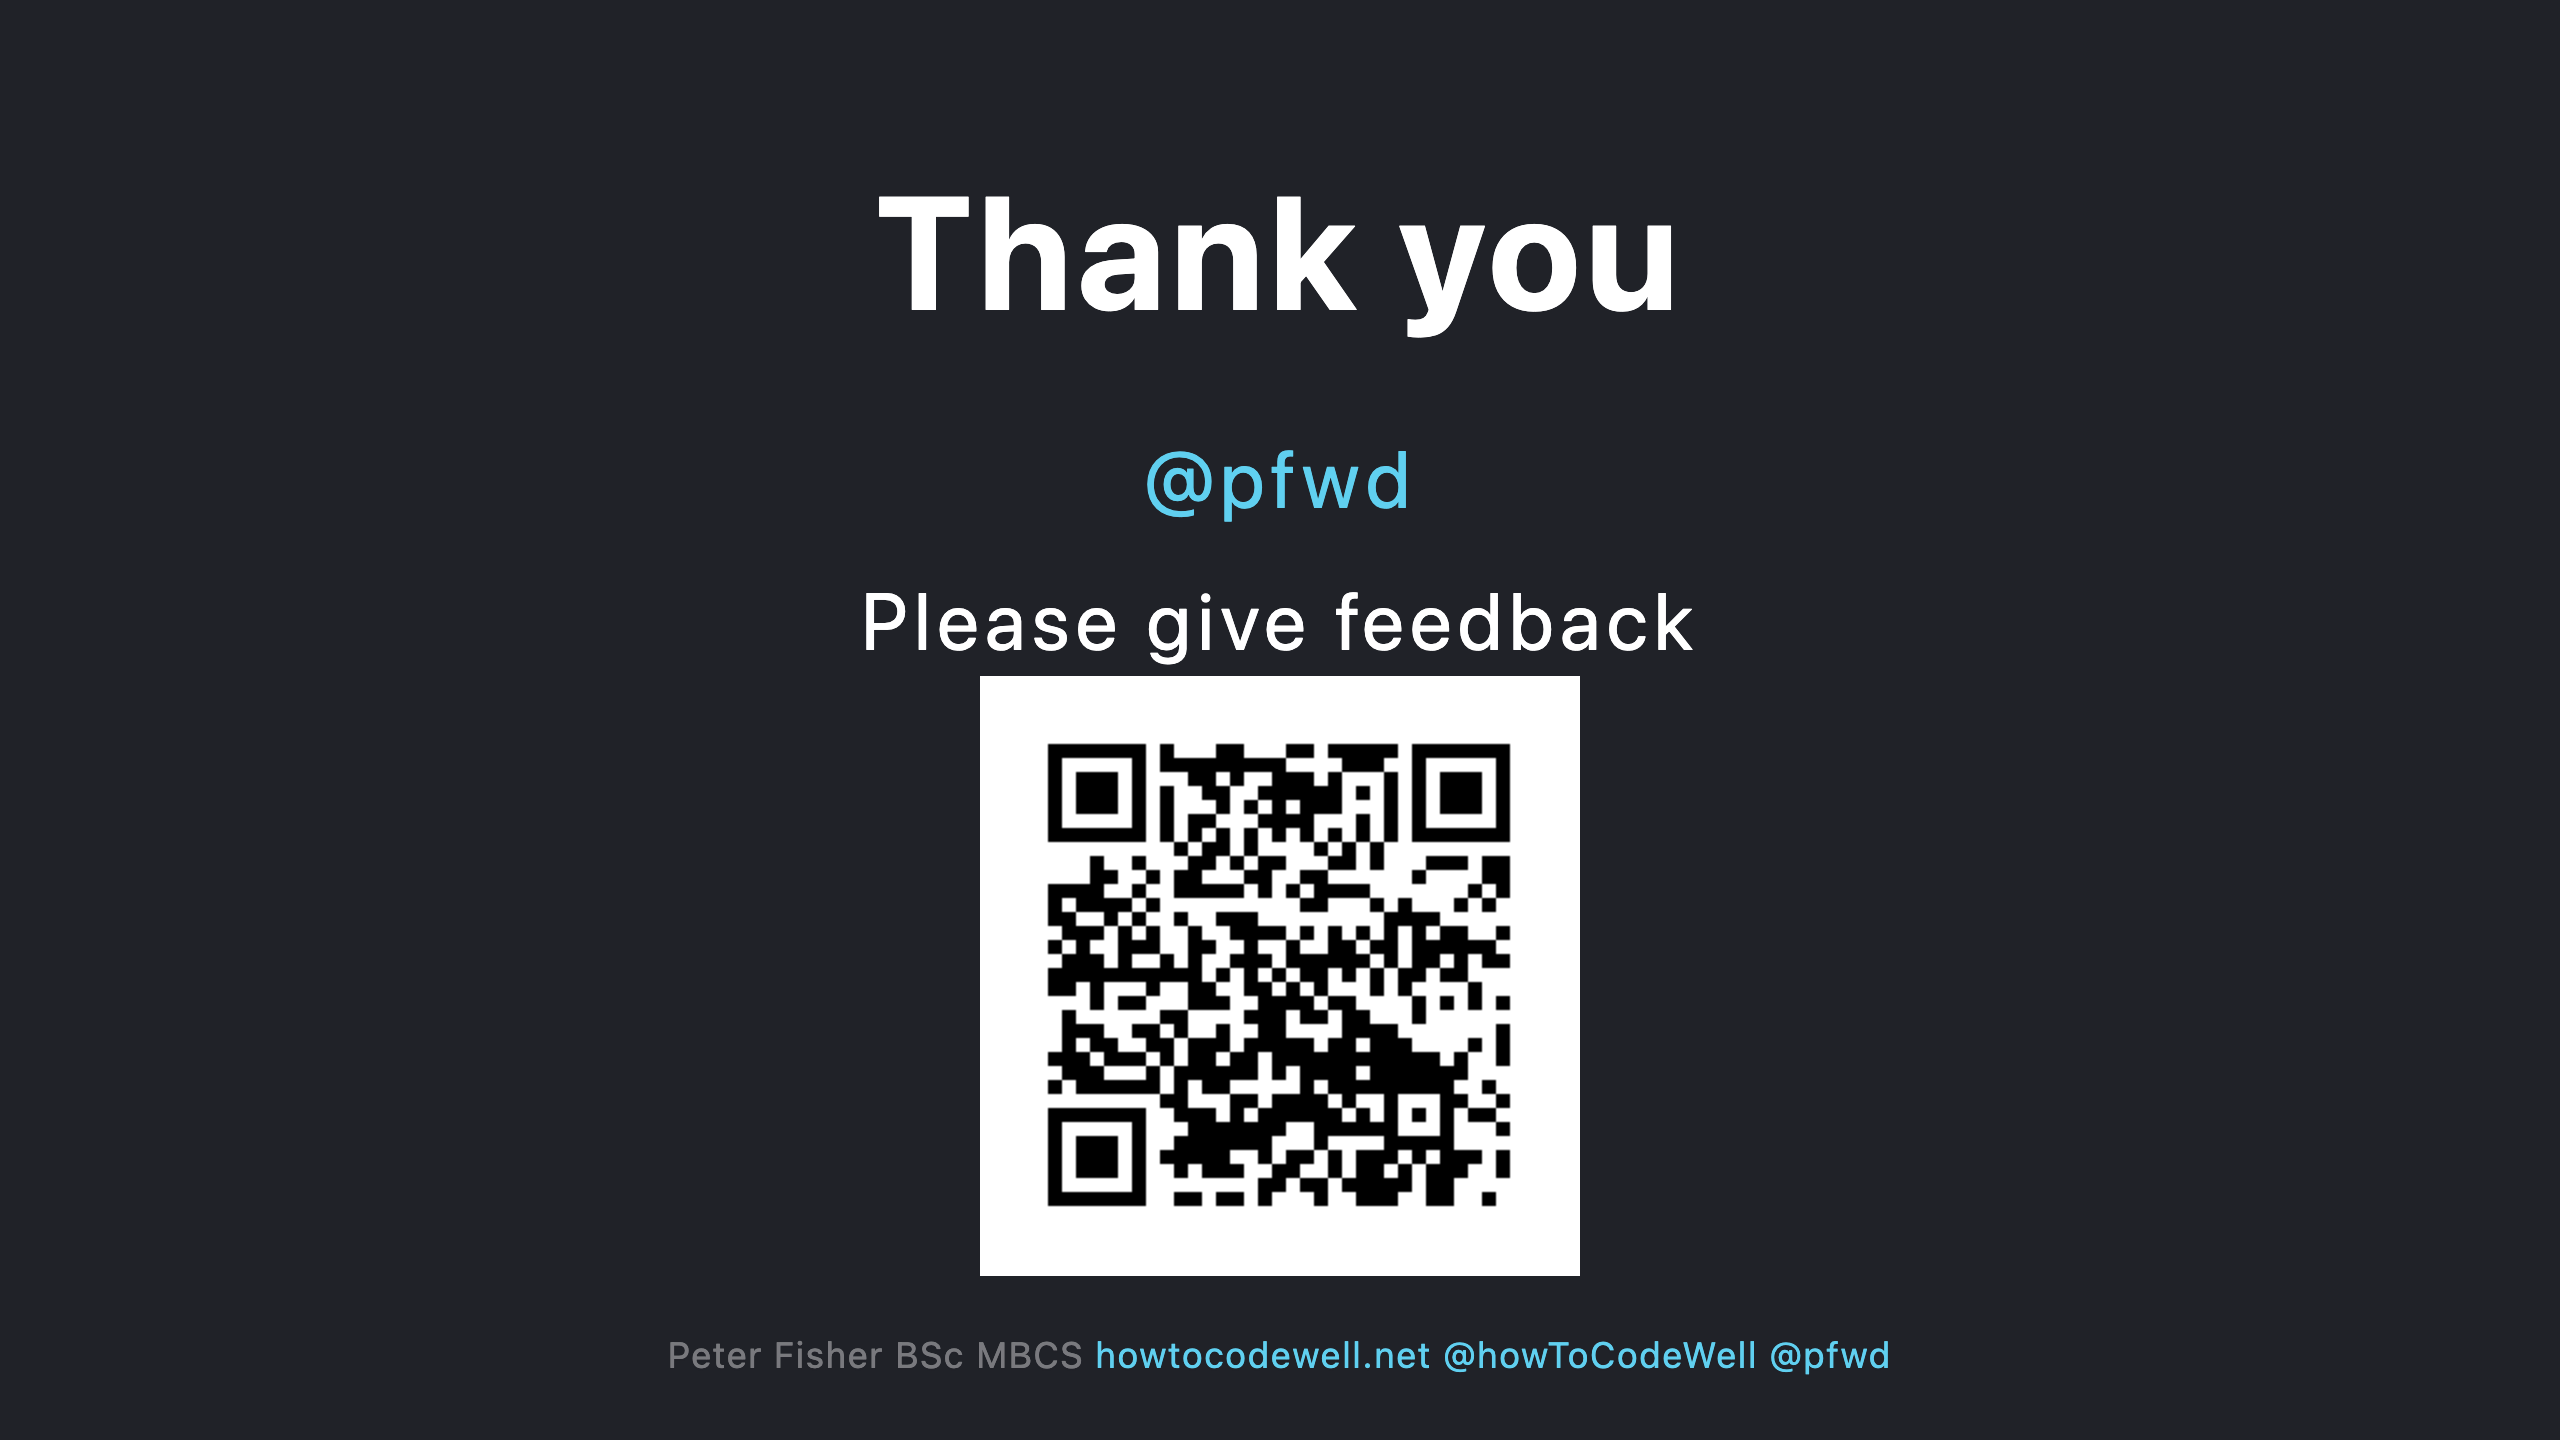 Thank you
@pfwd
Please give feedback
Peter Fisher BSc MBCS howtocodewell.net @howToCodeWell @pfwd